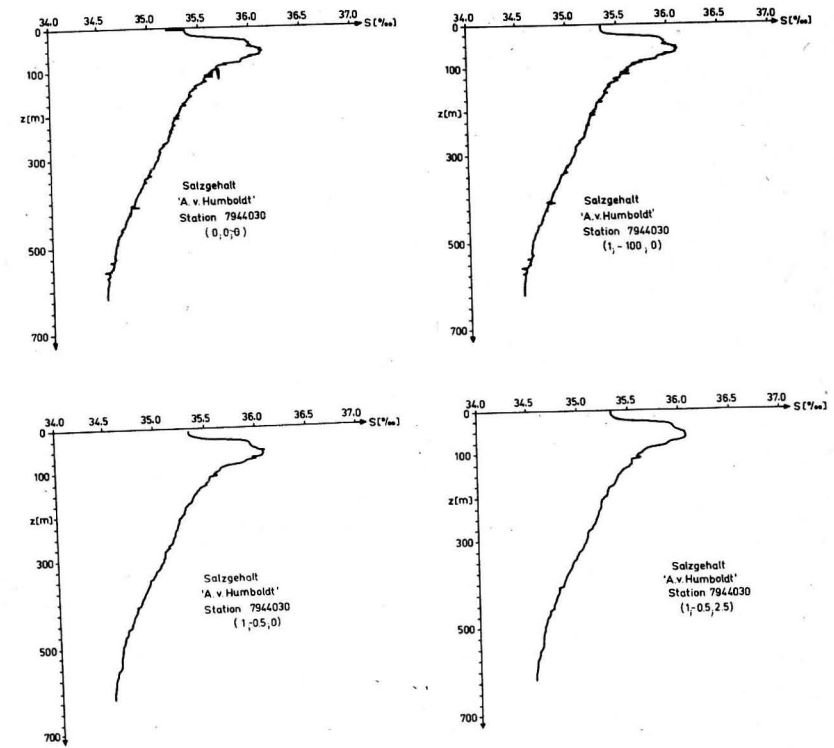 34.0 34.5 35.0 35.5 36.0 37.0 S[‰]
0
100
z[m]
300
500
700
Salzgehalt
'A. v. Humboldt'
Station 7944030
(0,0,0)
34.0 34.5 35.0 35.5 36.0 36.5 37.0 S[‰]
0
100
z[m]
300
500
700
Salzgehalt
'A. v. Humboldt'
Station 7944030
(1,-100,0)
34.0 34.5 35.0 35.5 36.0 37.0 S[‰]
0
100
z[m]
300
500
700
Salzgehalt
'A. v. Humboldt'
Station 7944030
(1,-0.5,0)
34.0 34.5 35.0 35.5 36.0 36.5 37.0 S[‰]
0
100
z[m]
300
500
700
Salzgehalt
'A. v. Humboldt'
Station 7944030
(1,-0.5,2.5)